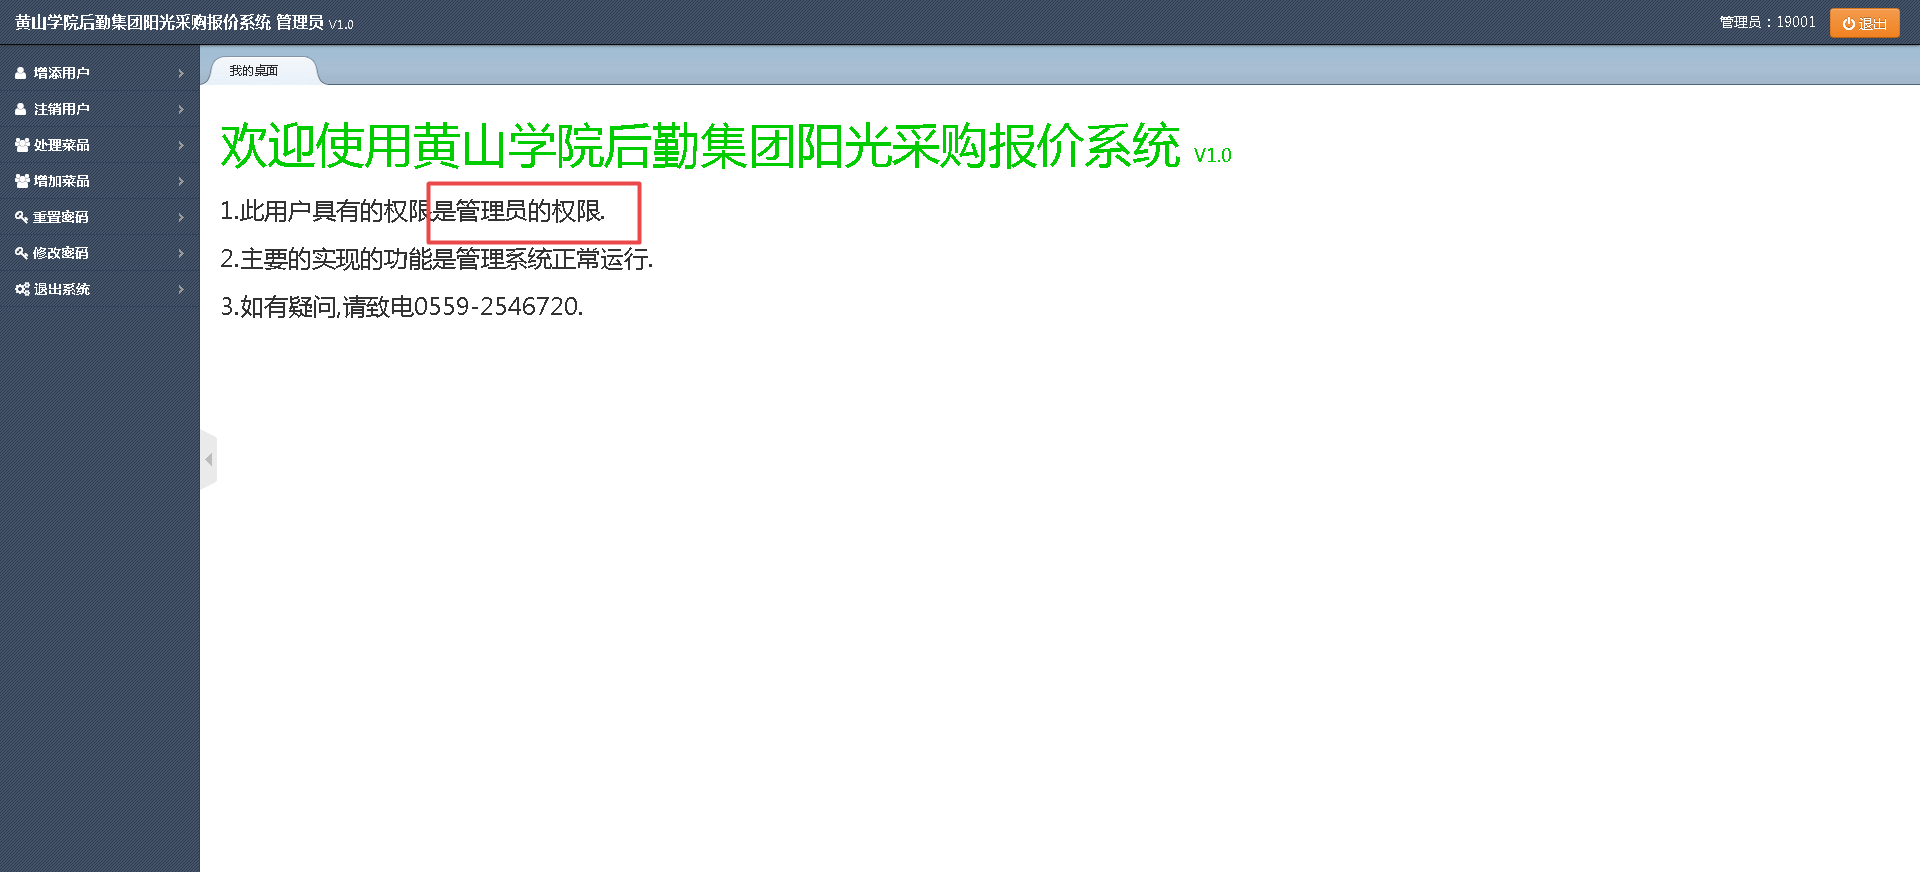 黄山学院后勤集团阳光采购报价系统 管理员 V1.0
管理员：19001
退出
增添用户
注销用户
处理菜品
增加菜品
重置密码
修改密码
退出系统
我的桌面
欢迎使用黄山学院后勤集团阳光采购报价系统 V1.0
1.此用户具有的权限是管理员的权限.
2.主要的实现的功能是管理系统正常运行.
3.如有疑问,请致电0559-2546720.